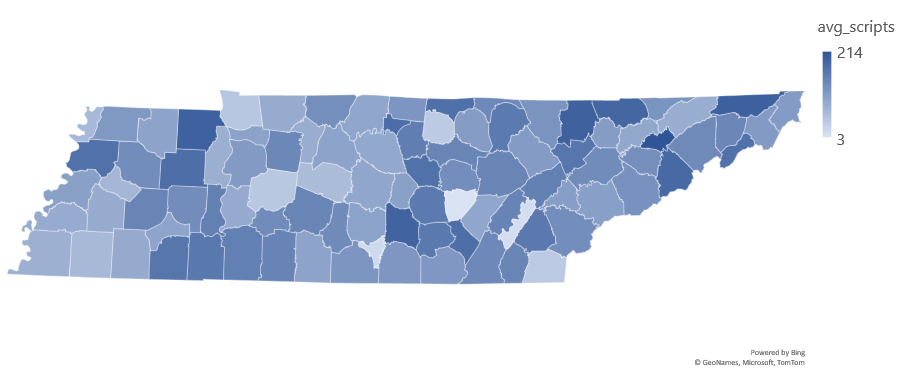 avg_scripts
214
3
Powered by Bing
© GeoNames, Microsoft, TomTom